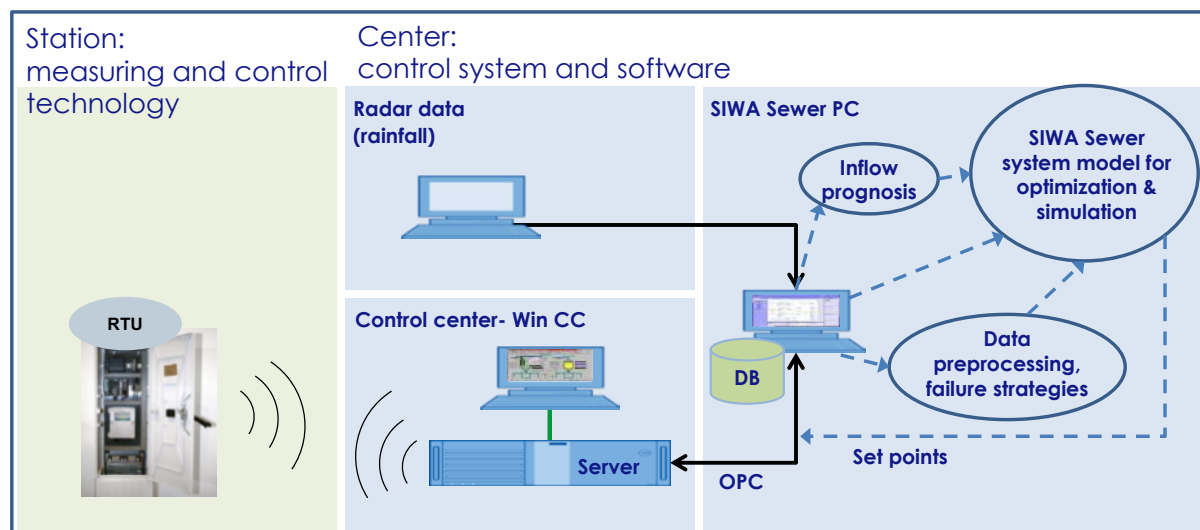 Station:
measuring and control
technology
Center:
control system and software
Radar data
(rainfall)
SIWA Sewer PC
Inflow
prognosis
SIWA Sewer
system model for
optimization &
simulation
RTU
Control center- Win CC
DB
Data
preprocessing,
failure strategies
Server
OPC
Set points